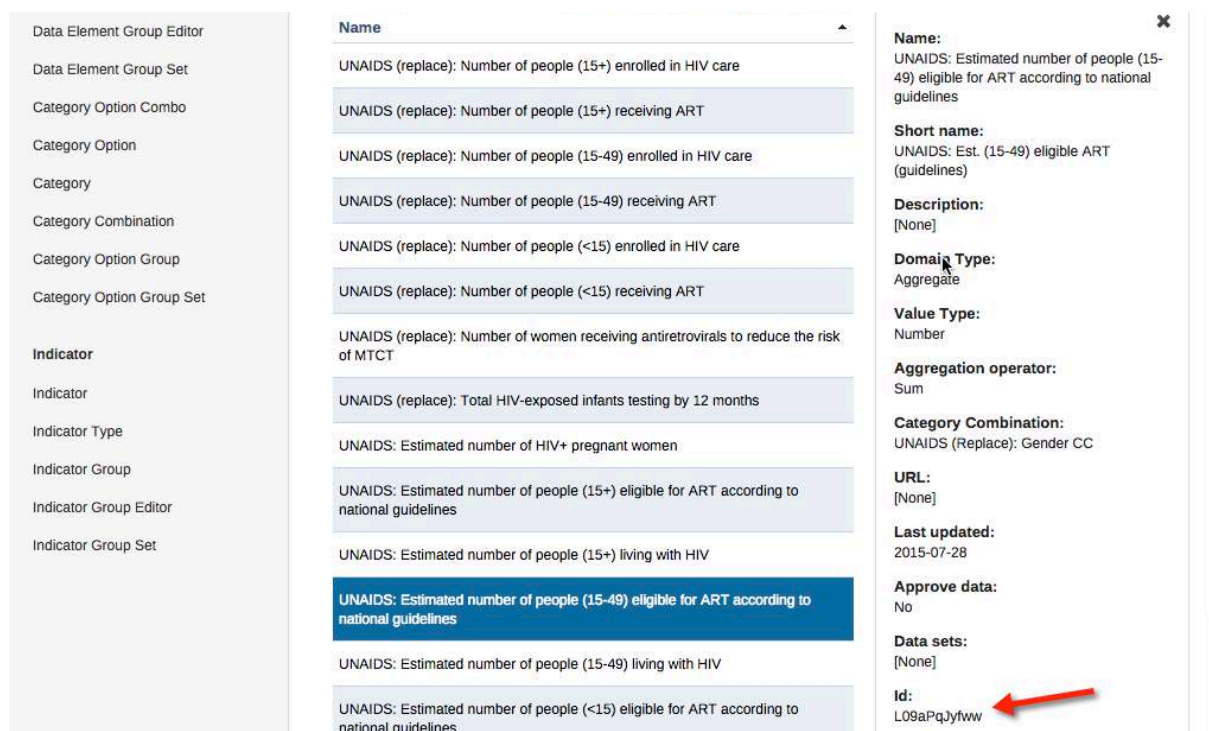 Data Element Group Editor
Data Element Group Set
Category Option Combo
Category Option
Category
Category Combination
Category Option Group
Category Option Group Set
Indicator
Indicator
Indicator Type
Indicator Group
Indicator Group Editor
Indicator Group Set
Name
UNAIDS (replace): Number of people (15+) enrolled in HIV care
UNAIDS (replace): Number of people (15+) receiving ART
UNAIDS (replace): Number of people (15-49) enrolled in HIV care
UNAIDS (replace): Number of people (15-49) receiving ART
UNAIDS (replace): Number of people (<15) enrolled in HIV care
UNAIDS (replace): Number of people (<15) receiving ART
UNAIDS (replace): Number of women receiving antiretrovirals to reduce the risk
of MTCT
UNAIDS (replace): Total HIV-exposed infants testing by 12 months
UNAIDS: Estimated number of HIV+ pregnant women
UNAIDS: Estimated number of people (15+) eligible for ART according to
national guidelines
UNAIDS: Estimated number of people (15+) living with HIV
UNAIDS: Estimated number of people (15-49) eligible for ART according to
national guidelines
UNAIDS: Estimated number of people (15-49) living with HIV
UNAIDS: Estimated number of people (<15) eligible for ART according to
national guidelines
Name:
UNAIDS: Estimated number of people (15-
49) eligible for ART according to national
guidelines
Short name:
UNAIDS: Est. (15-49) eligible ART
(guidelines)
Description:
[None]
Domain Type:
Aggregate
Value Type:
Number
Aggregation operator:
Sum
Category Combination:
UNAIDS (Replace): Gender CC
URL:
[None]
Last updated:
2015-07-28
Approve data:
No
Data sets:
[None]
Id:
L09aPqJyfww